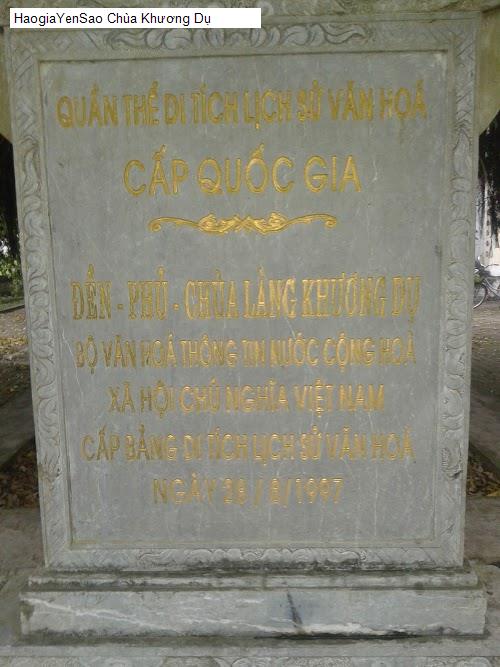 HaogiaYenSao Chùa Khương Dụ
QUẦN THỂ DI TÍCH LỊCH SỬ VĂN HOÁ
CẤP QUỐC GIA
ĐỀN - PHỦ - CHÙA LÀNG KHƯƠNG DỤ
BỘ VĂN HOÁ THÔNG TIN NƯỚC CỘNG HOÀ
XÃ HỘI CHỦ NGHĨA VIỆT NAM
CẤP BẰNG DI TÍCH LỊCH SỬ VĂN HOÁ
NGÀY 28 / 8/1997